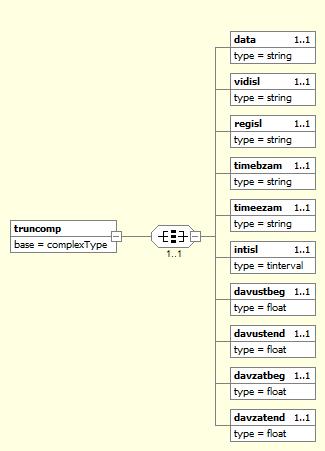 data 1..1
type = string
vidisl 1..1
type = string
regisl 1..1
type = string
timebzam 1..1
type = string
timeezam 1..1
type = string
truncomp
base = complexType
1..1
intisl 1..1
type = tinterval
davustbeg 1..1
type = float
davustend 1..1
type = float
davzatbeg 1..1
type = float
davzatend 1..1
type = float